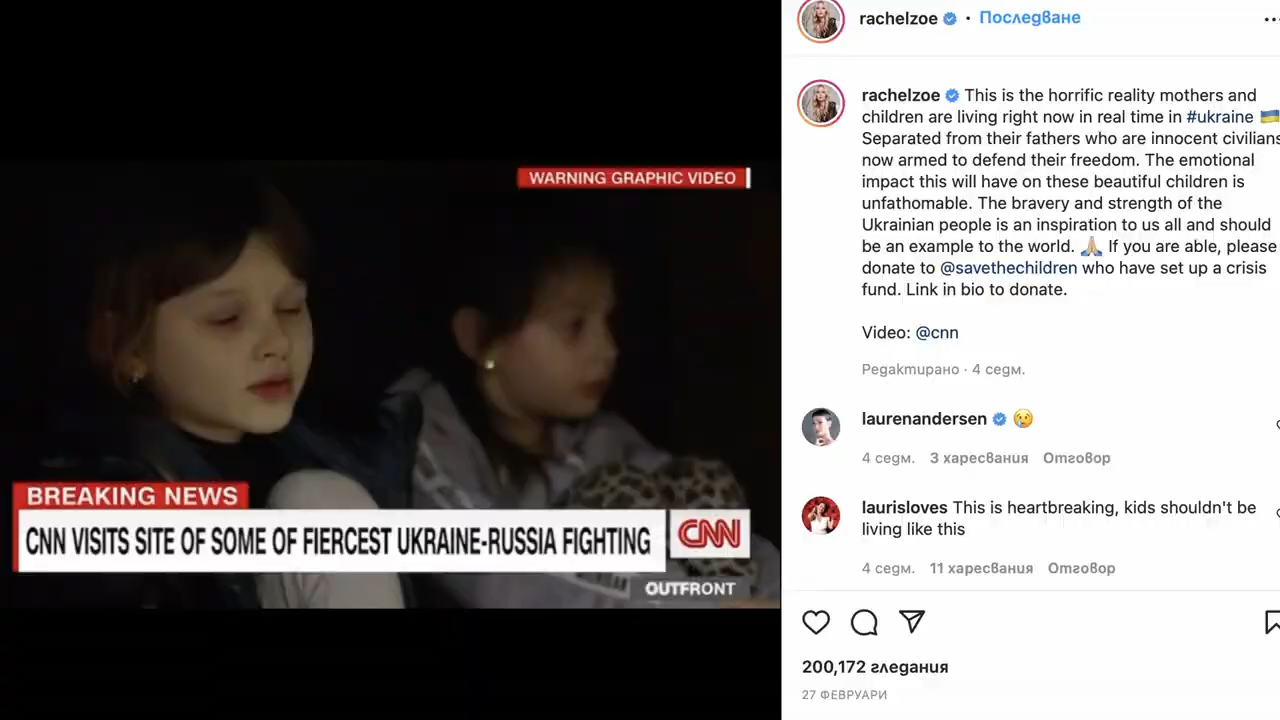 WARNING GRAPHIC VIDEO
BREAKING NEWS
CNN VISITS SITE OF SOME OF FIERCEST UKRAINE-RUSSIA FIGHTING
CNN
OUTFRONT
rachelzoe • Последване
rachelzoe This is the horrific reality mothers and
children are living right now in real time in #ukraine 🇺🇦
Separated from their fathers who are innocent civilians
now armed to defend their freedom. The emotional
impact this will have on these beautiful children is
unfathomable. The bravery and strength of the
Ukrainian people is an inspiration to us all and should
be an example to the world. 🙏🏼 If you are able, please
donate to @savethechildren who have set up a crisis
fund. Link in bio to donate.
Video: @cnn
Редактирано · 4 седм.
laurenandersen 😢
4 седм. 3 харесвания Отговор
laurisloves This is heartbreaking, kids shouldn't be
living like this
4 седм. 11 харесвания Отговор
200,172 гледания
27 ФЕВРУАРИ